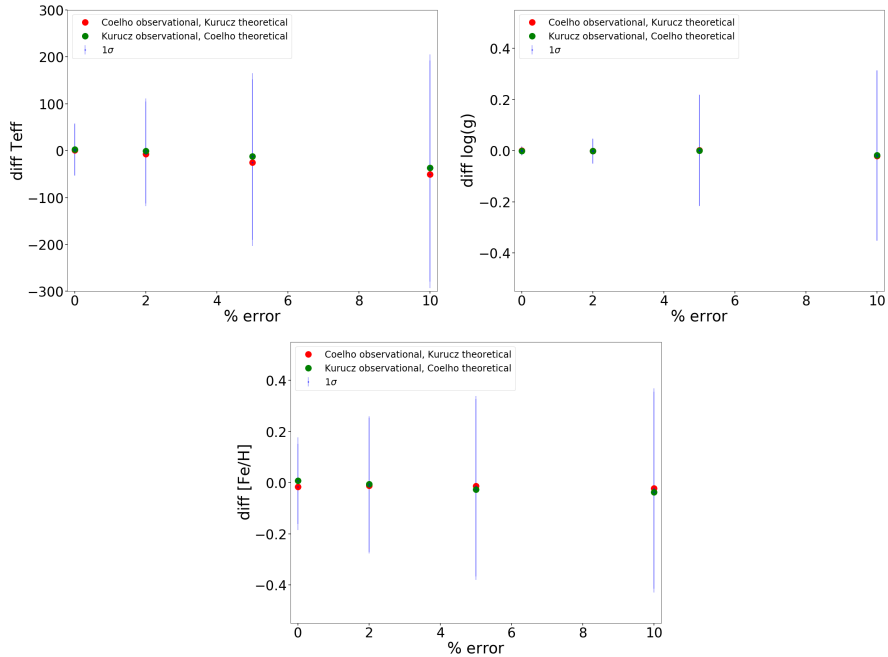 Coelho observational, Kurucz theoretical
Kurucz observational, Coelho theoretical
1σ
diff Teff
300
200
100
0
−100
−200
−300
0 2 4 6 8 10
% error
Coelho observational, Kurucz theoretical
Kurucz observational, Coelho theoretical
1σ
diff log(g)
0.4
0.2
0.0
−0.2
−0.4
0 2 4 6 8 10
% error
Coelho observational, Kurucz theoretical
Kurucz observational, Coelho theoretical
1σ
diff [Fe/H]
0.4
0.2
0.0
−0.2
−0.4
0 2 4 6 8 10
% error